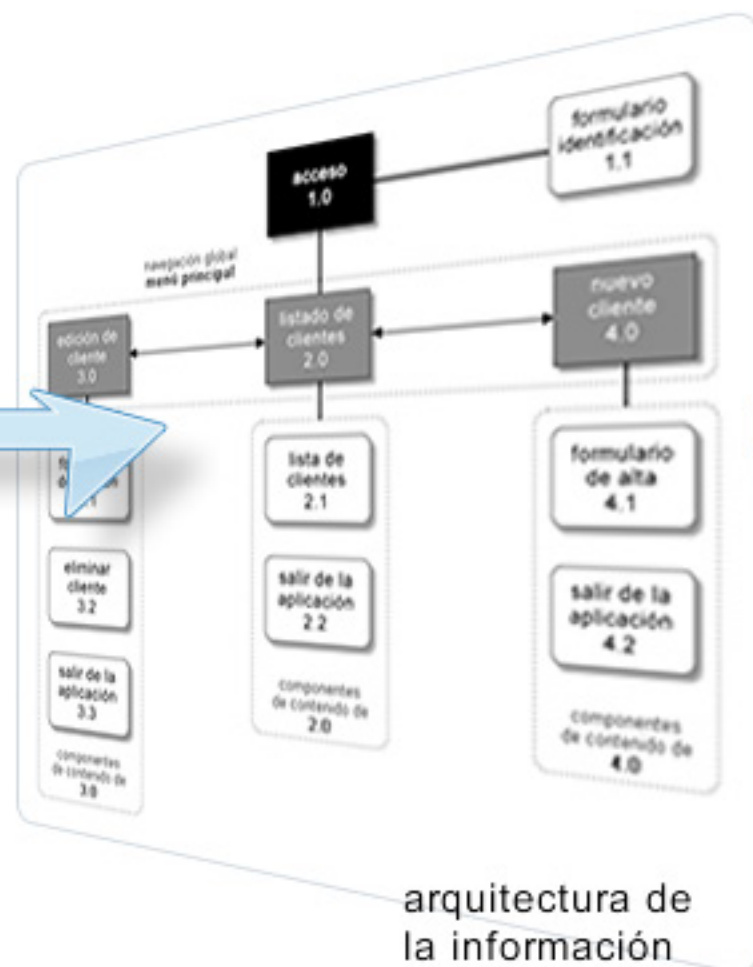 acceso
1.0
formulario
identificación
1.1
navegación global
menú principal
edición de
cliente
3.0
listado de
clientes
2.0
nuevo
cliente
4.0
eliminar
cliente
3.2
salir de la
aplicación
3.3
componentes
de contenido de
3.0
lista de
clientes
2.1
salir de la
aplicación
2.2
componentes
de contenido de
2.0
formulario
de alta
4.1
salir de la
aplicación
4.2
componentes
de contenido de
4.0
arquitectura de
la información